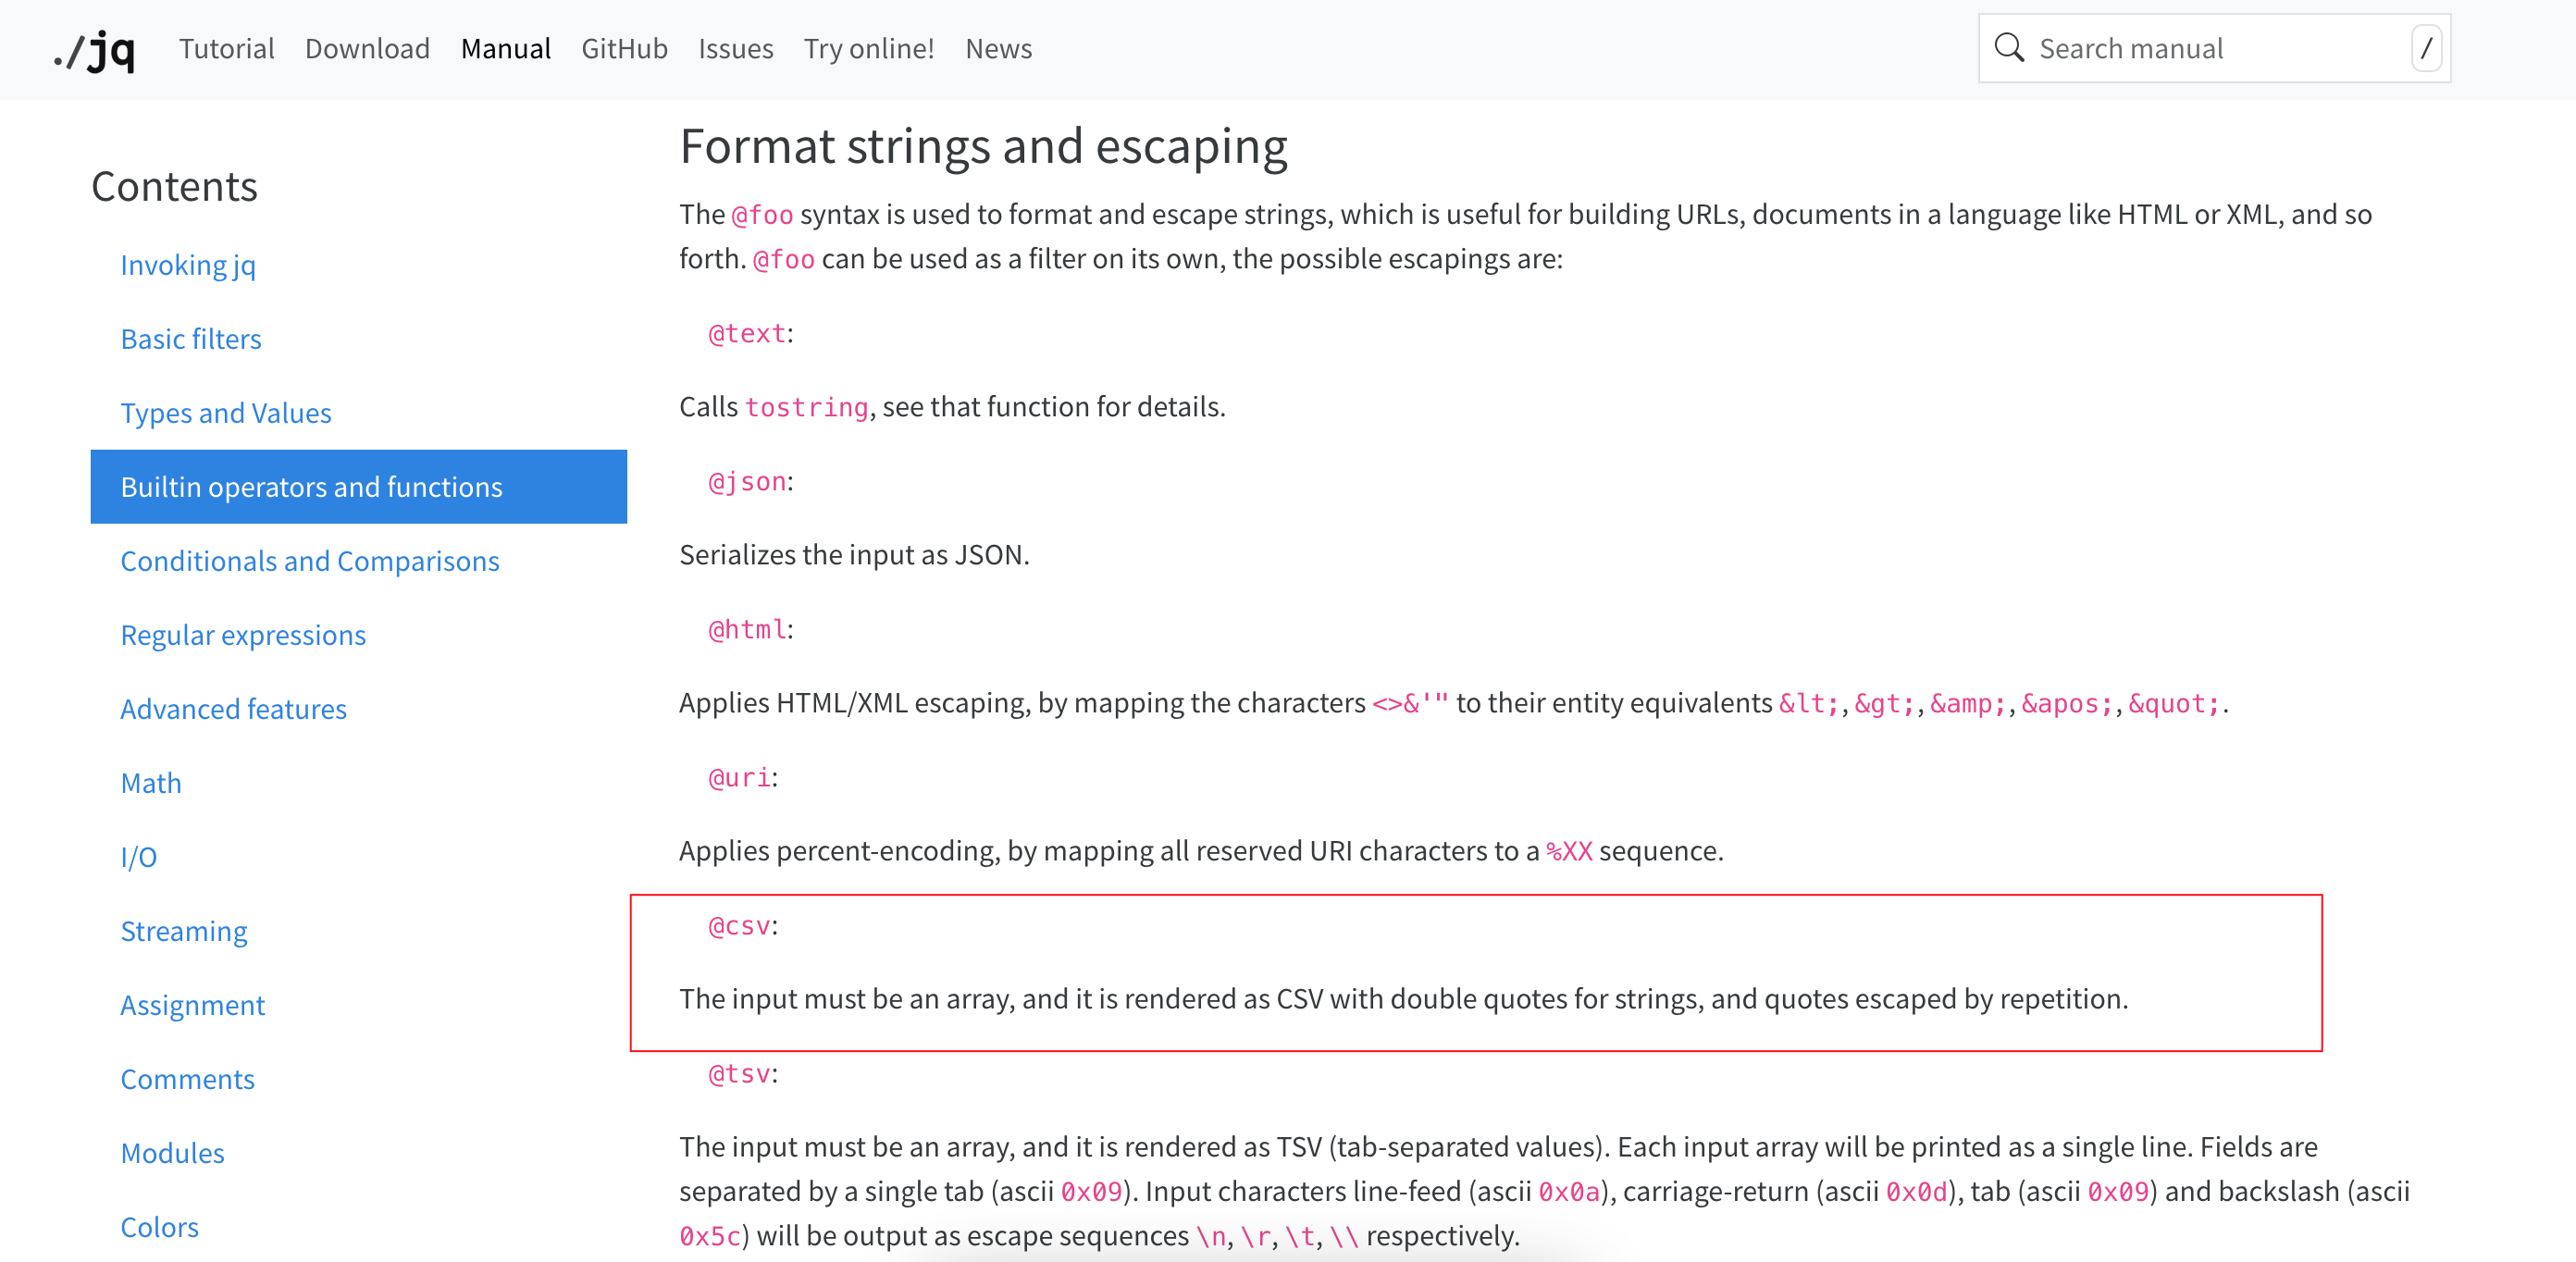 ./jq Tutorial Download Manual GitHub Issues Try online! News Search manual /
Contents
Invoking jq
Basic filters
Types and Values
Builtin operators and functions
Conditionals and Comparisons
Regular expressions
Advanced features
Math
I/O
Streaming
Assignment
Comments
Modules
Colors
Format strings and escaping
The @foo syntax is used to format and escape strings, which is useful for building URLs, documents in a language like HTML or XML, and so
forth. @foo can be used as a filter on its own, the possible escapings are:
@text:
Calls tostring, see that function for details.
@json:
Serializes the input as JSON.
@html:
Applies HTML/XML escaping, by mapping the characters <>&'" to their entity equivalents &lt;, &gt;, &amp;, &apos;, &quot;.
@uri:
Applies percent-encoding, by mapping all reserved URI characters to a %XX sequence.
@csv:
The input must be an array, and it is rendered as CSV with double quotes for strings, and quotes escaped by repetition.
@tsv:
The input must be an array, and it is rendered as TSV (tab-separated values). Each input array will be printed as a single line. Fields are
separated by a single tab (ascii 0x09). Input characters line-feed (ascii 0x0a), carriage-return (ascii 0x0d), tab (ascii 0x09) and backslash (ascii
0x5c) will be output as escape sequences \n, \r, \t, \\ respectively.